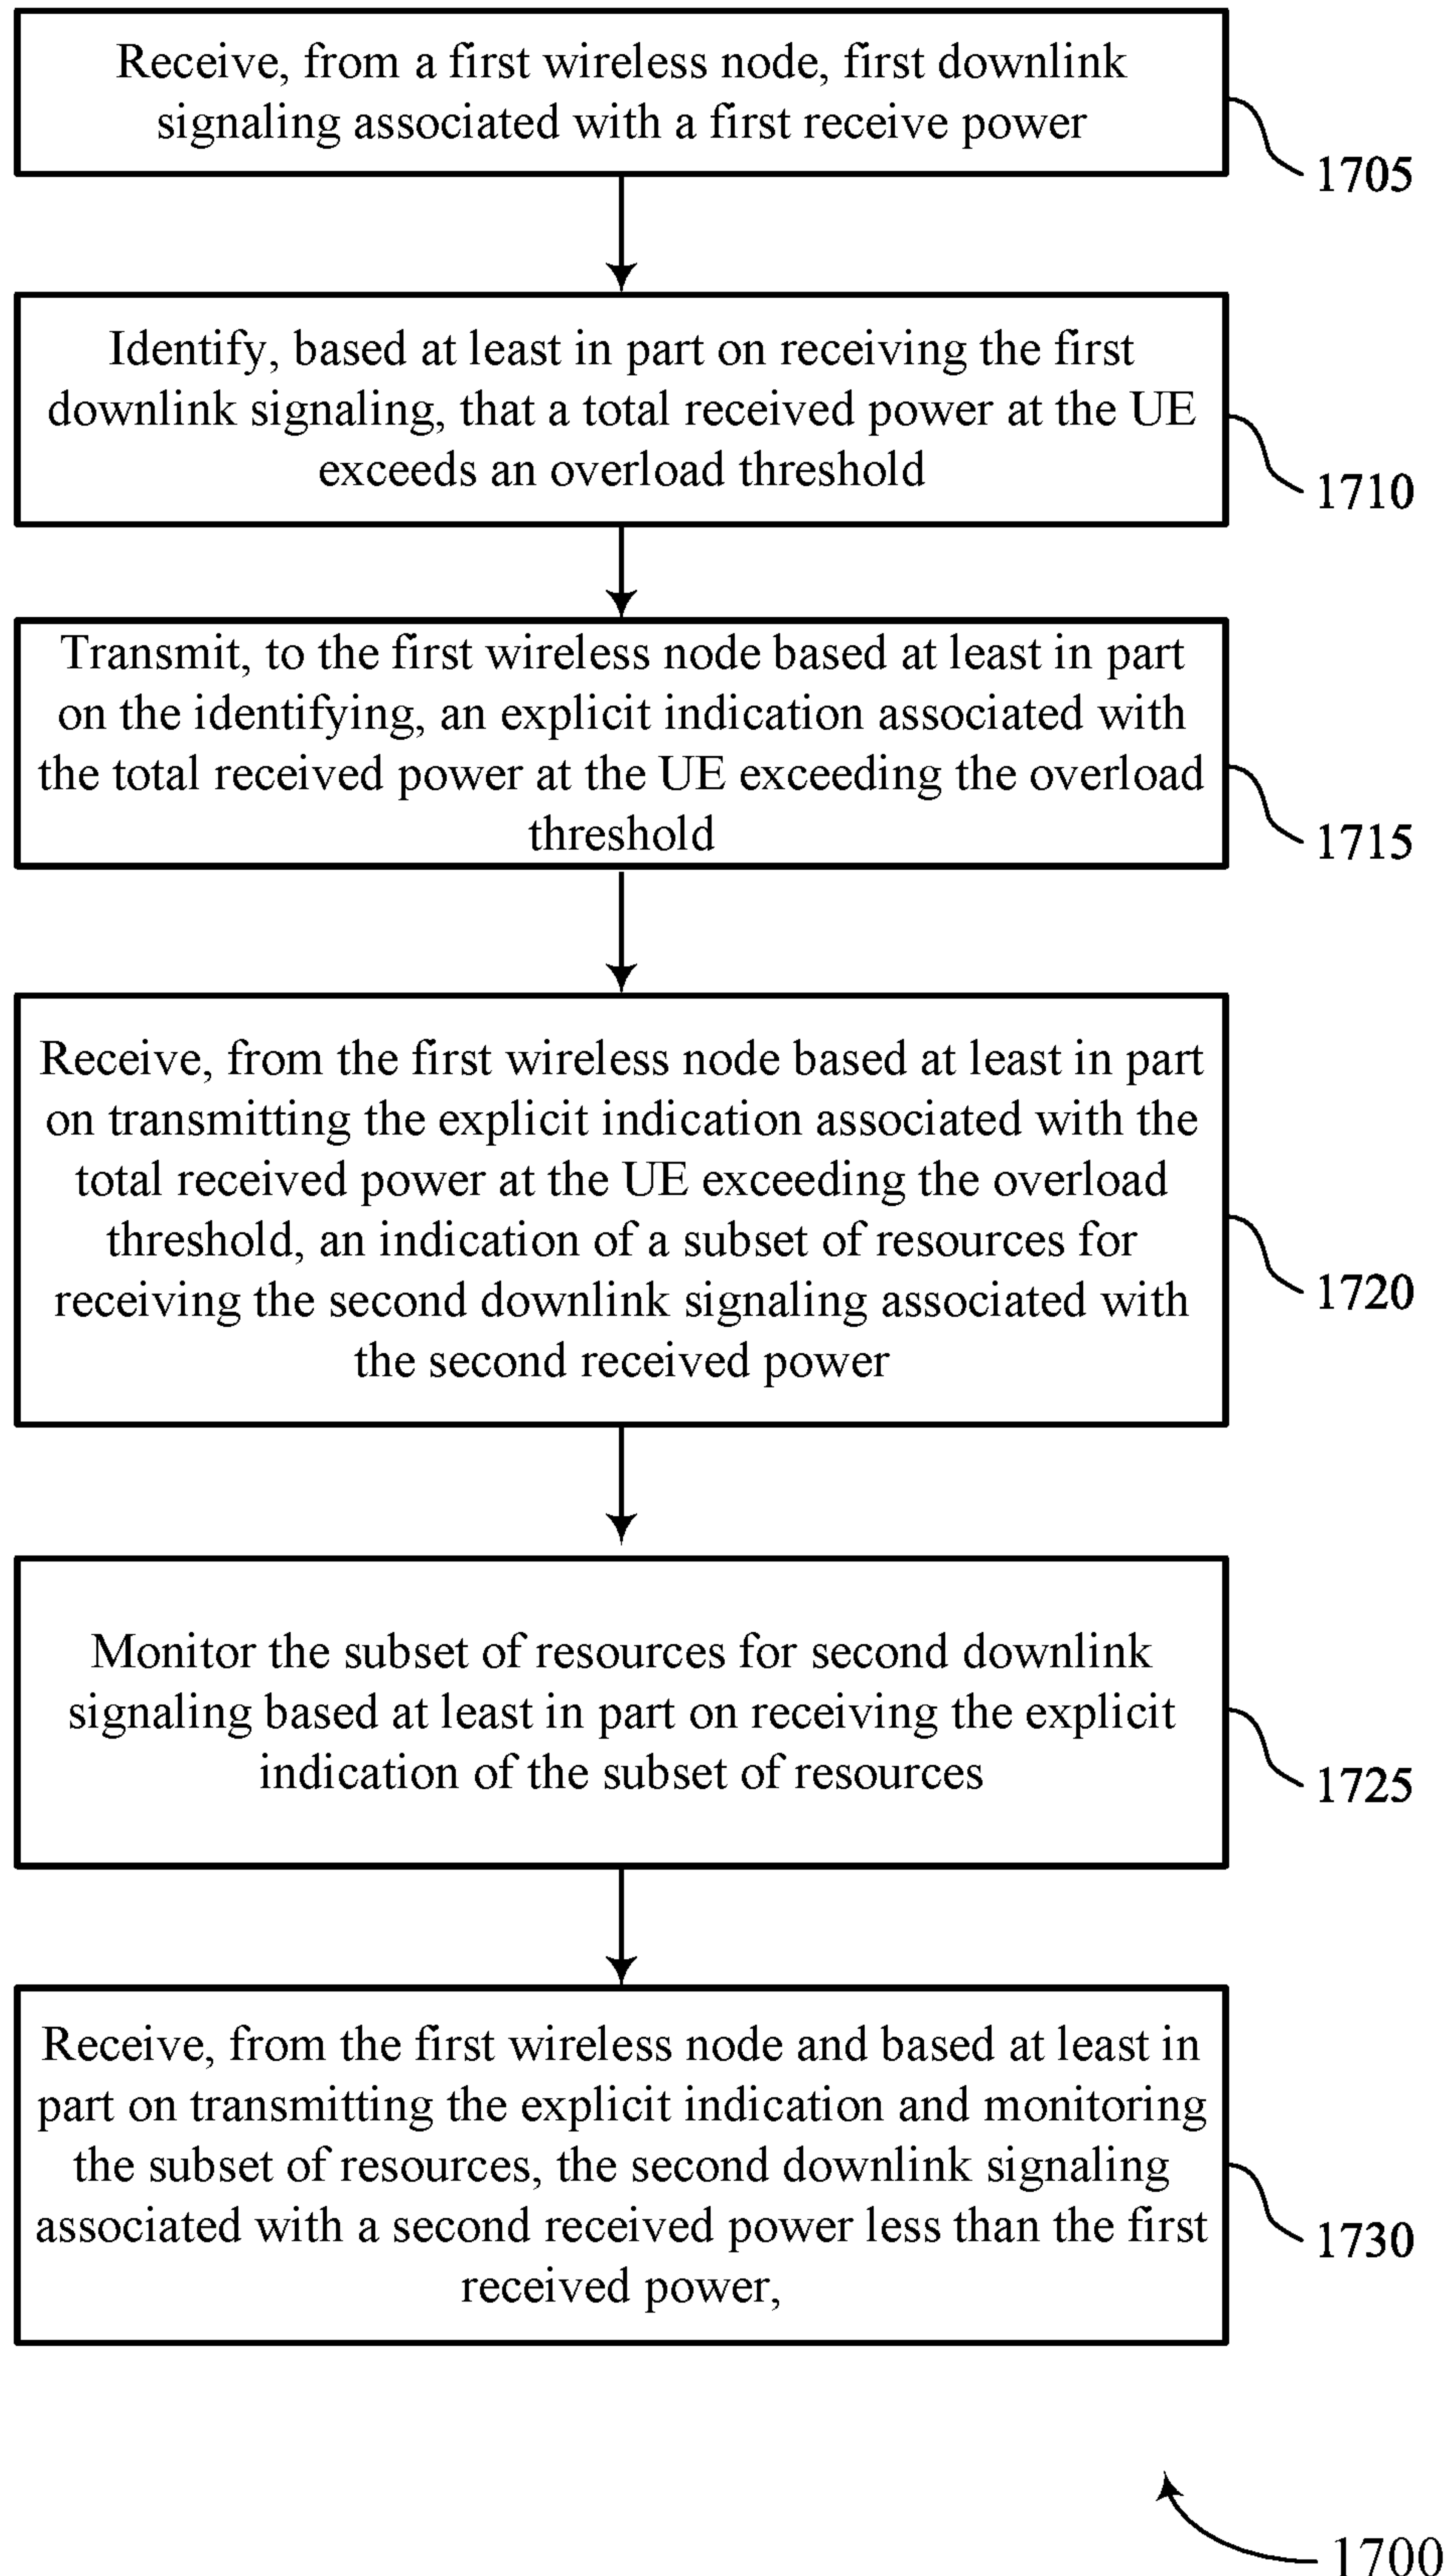 Receive, from a first wireless node, first downlink
signaling associated with a first receive power
1705
Identify, based at least in part on receiving the first
downlink signaling, that a total received power at the UE
exceeds an overload threshold
1710
Transmit, to the first wireless node based at least in part
on the identifying, an explicit indication associated with
the total received power at the UE exceeding the overload
threshold
1715
Receive, from the first wireless node based at least in part
on transmitting the explicit indication associated with the
total received power at the UE exceeding the overload
threshold, an indication of a subset of resources for
receiving the second downlink signaling associated with
the second received power
1720
Monitor the subset of resources for second downlink
signaling based at least in part on receiving the explicit
indication of the subset of resources
1725
Receive, from the first wireless node and based at least in
part on transmitting the explicit indication and monitoring
the subset of resources, the second downlink signaling
associated with a second received power less than the first
received power,
1730
1700